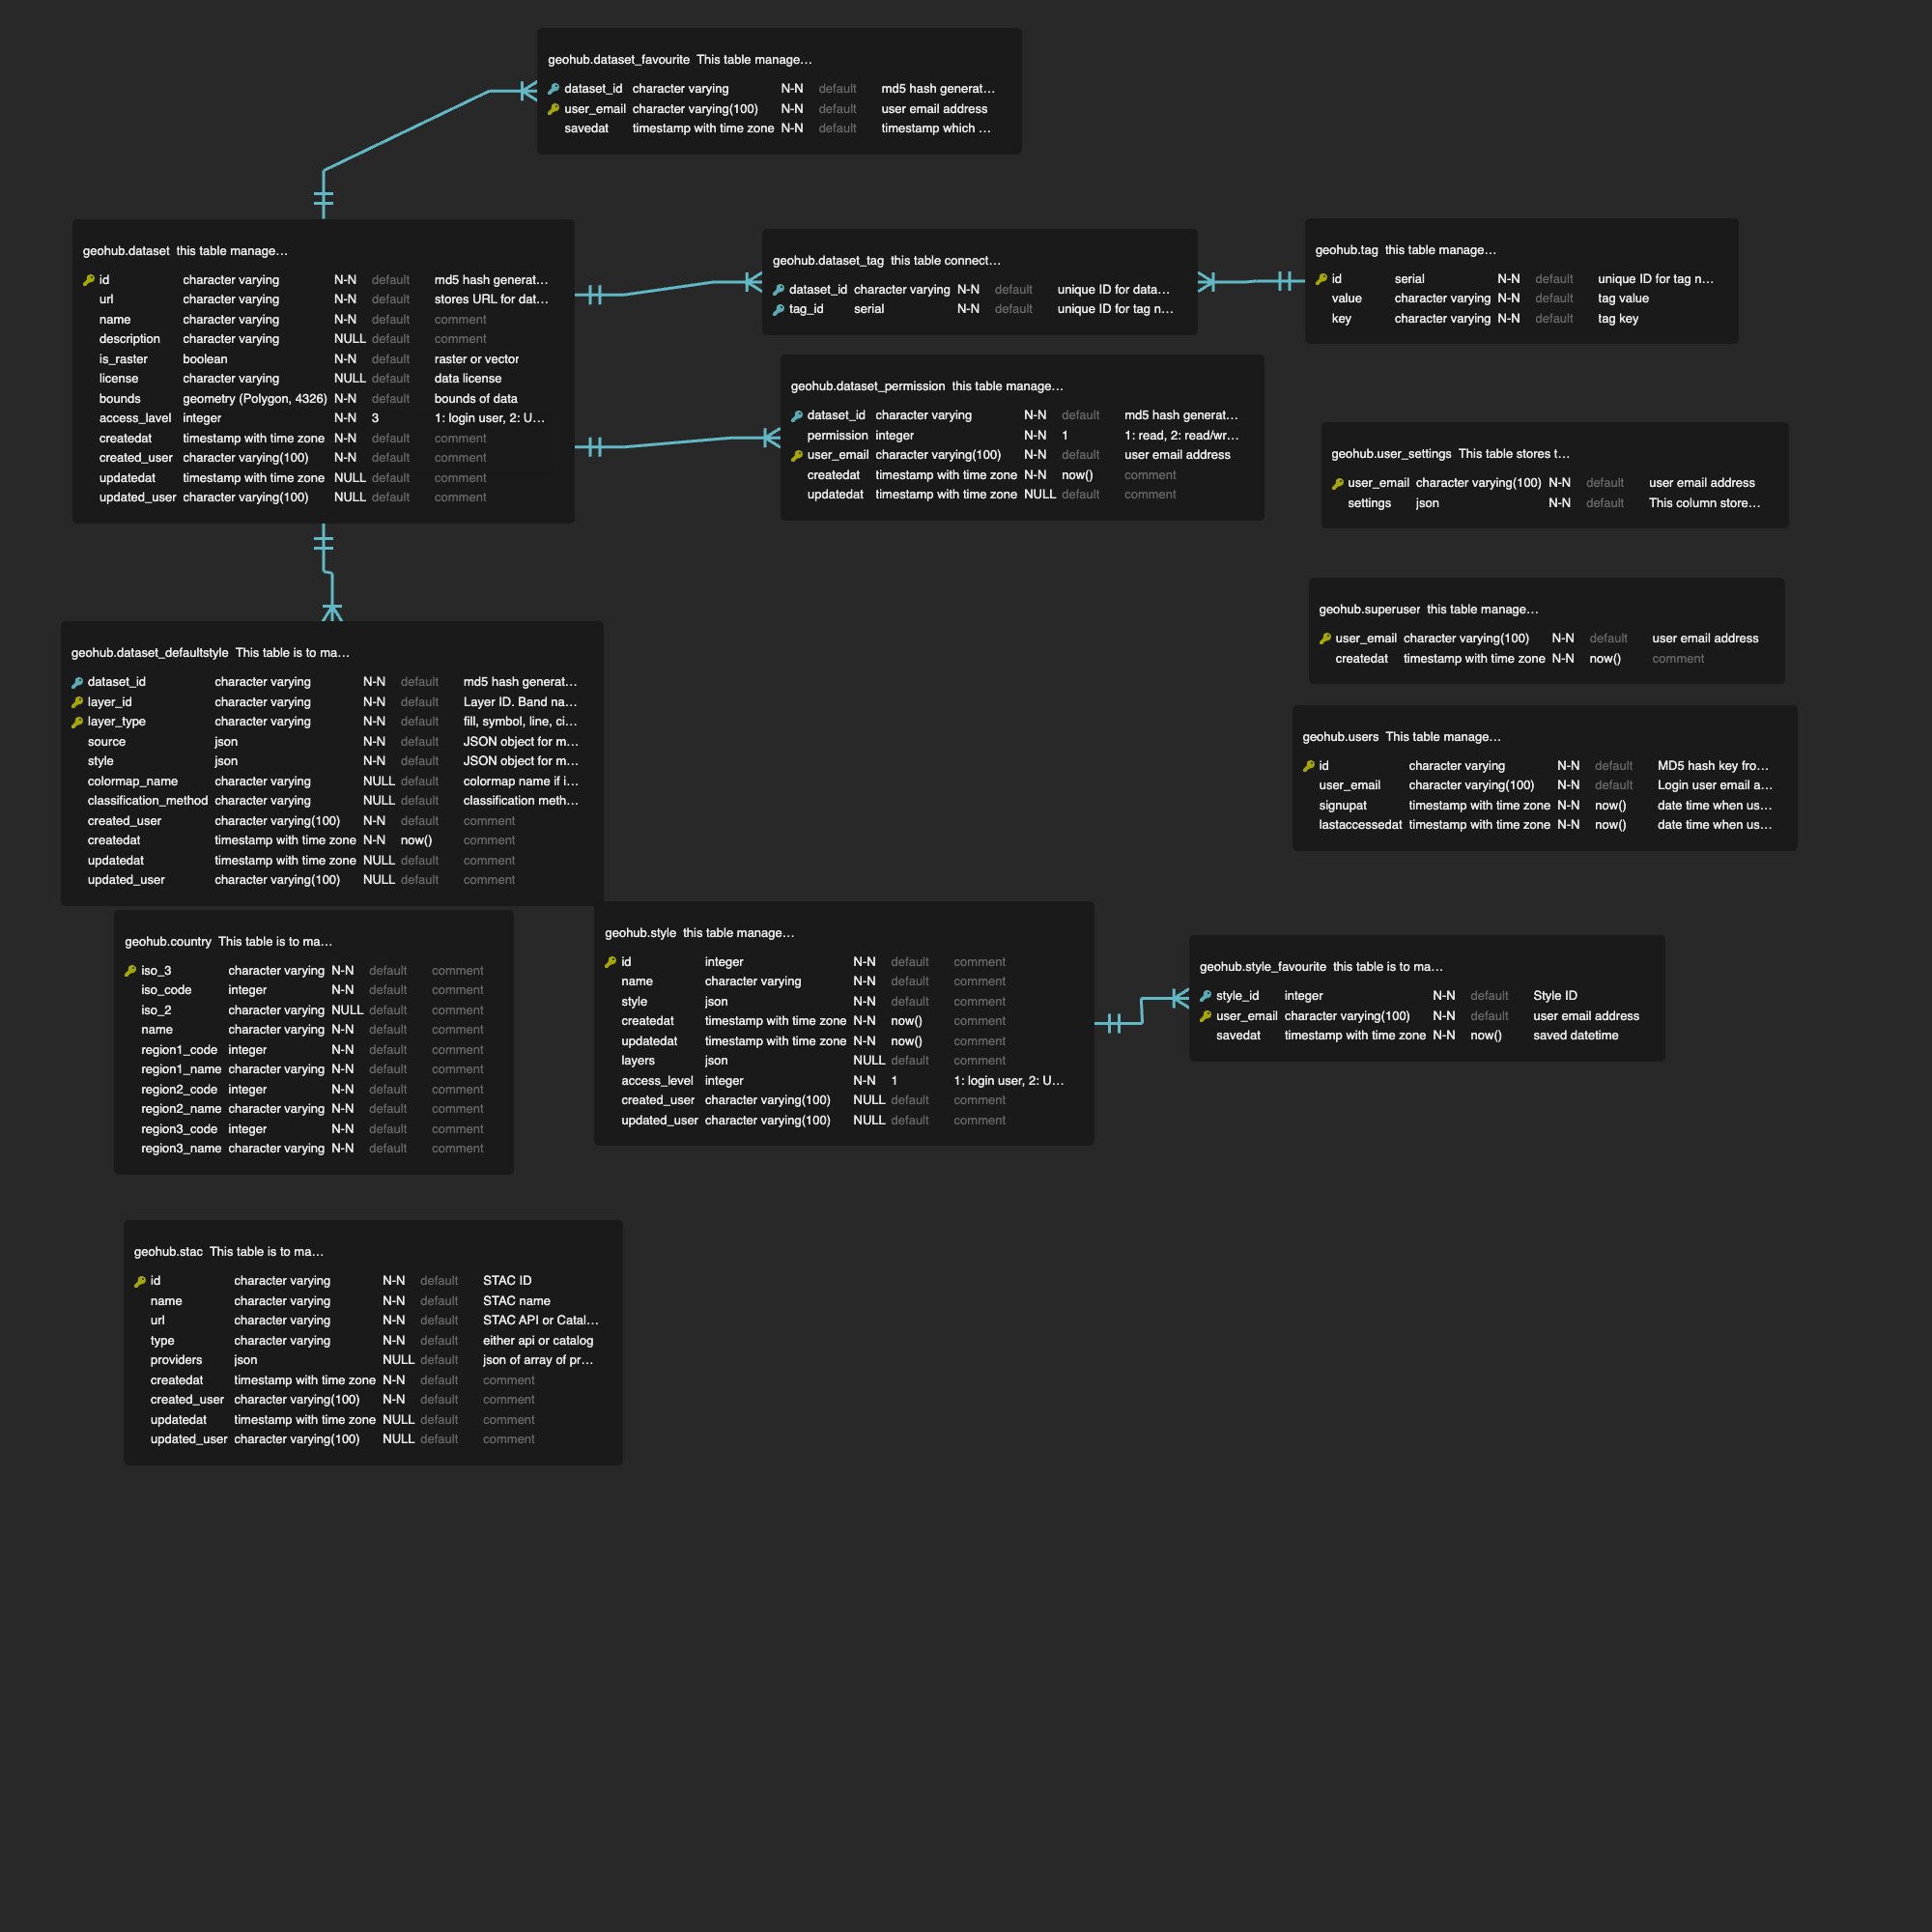 geohub.dataset_favourite This table manage...
dataset_id character varying N-N default md5 hash generat...
user_email character varying(100) N-N default user email address
savedat timestamp with time zone N-N default timestamp which ...
geohub.dataset this table manage...
id character varying N-N default md5 hash generat...
url character varying N-N default stores URL for dat...
name character varying N-N default comment
description character varying NULL default comment
is_raster boolean N-N default raster or vector
license character varying NULL default data license
bounds geometry (Polygon, 4326) N-N default bounds of data
access_lavel integer N-N 3 1: login user, 2: U...
createdat timestamp with time zone N-N default comment
created_user character varying(100) N-N default comment
updatedat timestamp with time zone NULL default comment
updated_user character varying(100) NULL default comment
geohub.dataset_tag this table connect...
dataset_id character varying N-N default unique ID for data...
tag_id serial N-N default unique ID for tag n...
geohub.tag this table manage...
id serial N-N default unique ID for tag n...
value character varying N-N default tag value
key character varying N-N default tag key
geohub.dataset_permission this table manage...
dataset_id character varying N-N default md5 hash generat...
permission integer N-N 1 1: read, 2: read/wr...
user_email character varying(100) N-N default user email address
createdat timestamp with time zone N-N now() comment
updatedat timestamp with time zone NULL default comment
geohub.user_settings This table stores t...
user_email character varying(100) N-N default user email address
settings json N-N default This column store...
geohub.superuser this table manage...
user_email character varying(100) N-N default user email address
createdat timestamp with time zone N-N now() comment
geohub.dataset_defaultstyle This table is to ma...
dataset_id character varying N-N default md5 hash generat...
layer_id character varying N-N default Layer ID. Band na...
layer_type character varying N-N default fill, symbol, line, ci...
source json N-N default JSON object for m...
style json N-N default JSON object for m...
colormap_name character varying NULL default colormap name if i...
classification_method character varying NULL default classification meth...
created_user character varying(100) N-N default comment
createdat timestamp with time zone N-N now() comment
updatedat timestamp with time zone NULL default comment
updated_user character varying(100) NULL default comment
geohub.users This table manage...
id character varying N-N default MD5 hash key fro...
user_email character varying(100) N-N default Login user email a...
signupat timestamp with time zone N-N now() date time when us...
lastaccessedat timestamp with time zone N-N now() date time when us...
geohub.country This table is to ma...
iso_3 character varying N-N default comment
iso_code integer N-N default comment
iso_2 character varying NULL default comment
name character varying N-N default comment
region1_code integer N-N default comment
region1_name character varying N-N default comment
region2_code integer N-N default comment
region2_name character varying N-N default comment
region3_code integer N-N default comment
region3_name character varying N-N default comment
geohub.style this table manage...
id integer N-N default comment
name character varying N-N default comment
style json N-N default comment
createdat timestamp with time zone N-N now() comment
updatedat timestamp with time zone N-N now() comment
layers json NULL default comment
access_level integer N-N 1 1: login user, 2: U...
created_user character varying(100) NULL default comment
updated_user character varying(100) NULL default comment
geohub.style_favourite this table is to ma...
style_id integer N-N default Style ID
user_email character varying(100) N-N default user email address
savedat timestamp with time zone N-N now() saved datetime
geohub.stac This table is to ma...
id character varying N-N default STAC ID
name character varying N-N default STAC name
url character varying N-N default STAC API or Catal...
type character varying N-N default either api or catalog
providers json NULL default json of array of pr...
createdat timestamp with time zone N-N default comment
created_user character varying(100) N-N default comment
updatedat timestamp with time zone NULL default comment
updated_user character varying(100) NULL default comment